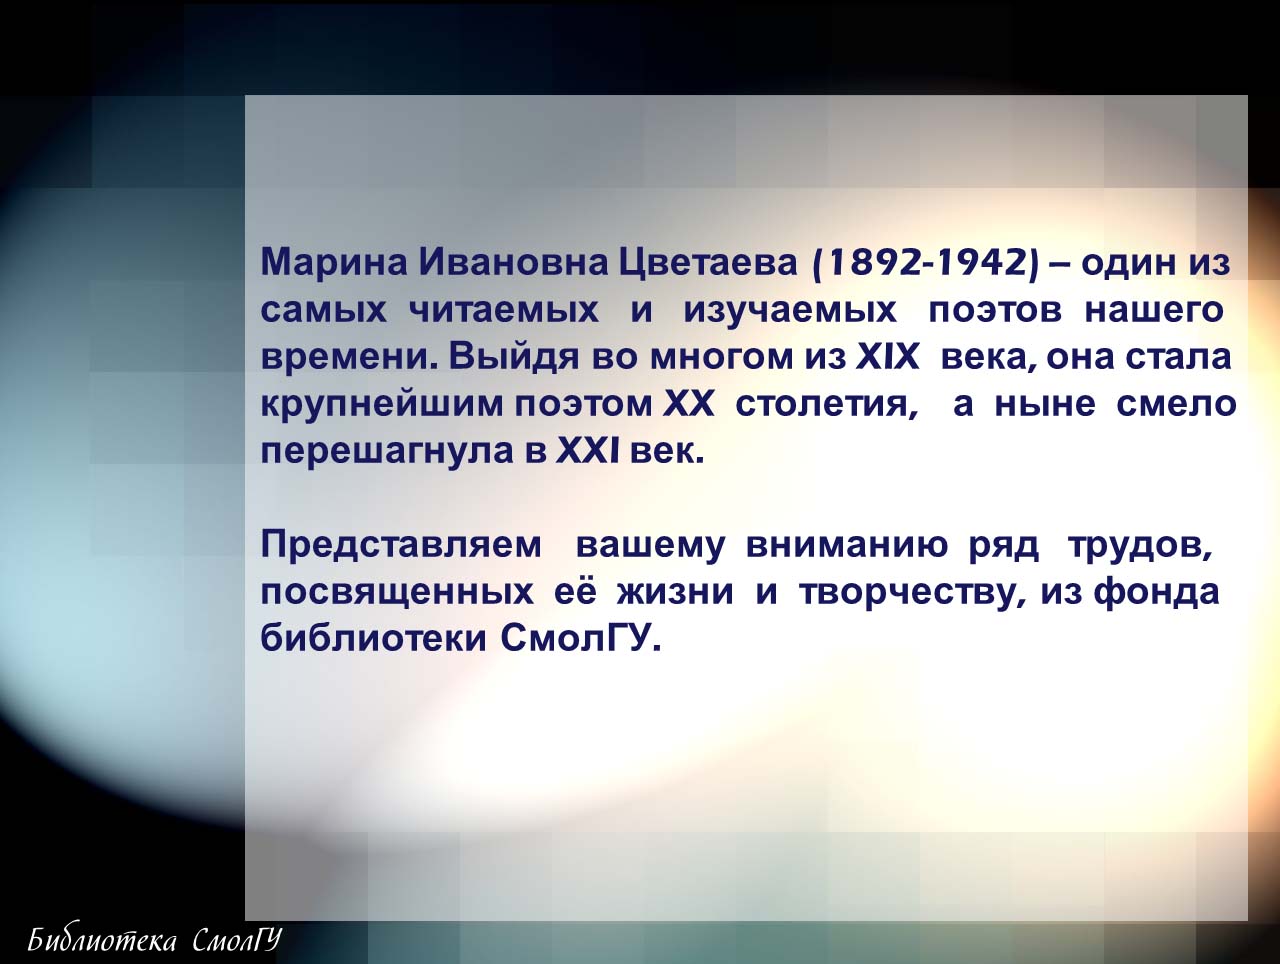 Марина Ивановна Цветаева (1892-1942) – один из
самых читаемых и изучаемых поэтов нашего
времени. Выйдя во многом из XIX века, она стала
крупнейшим поэтом XX столетия, а ныне смело
перешагнула в XXI век.
Представляем вашему вниманию ряд трудов,
посвященных её жизни и творчеству, из фонда
библиотеки СмолГУ.
Библиотека СмолГУ